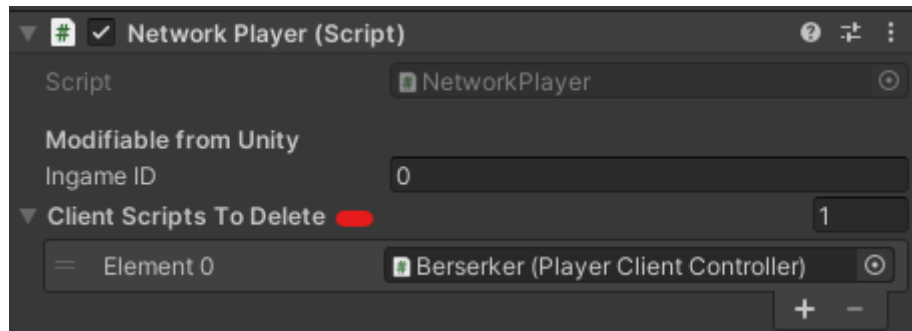 # Network Player (Script)
Script # NetworkPlayer
Modifiable from Unity
Ingame ID 0
Client Scripts To Delete 1
Element 0 # Berserker (Player Client Controller)
+ −